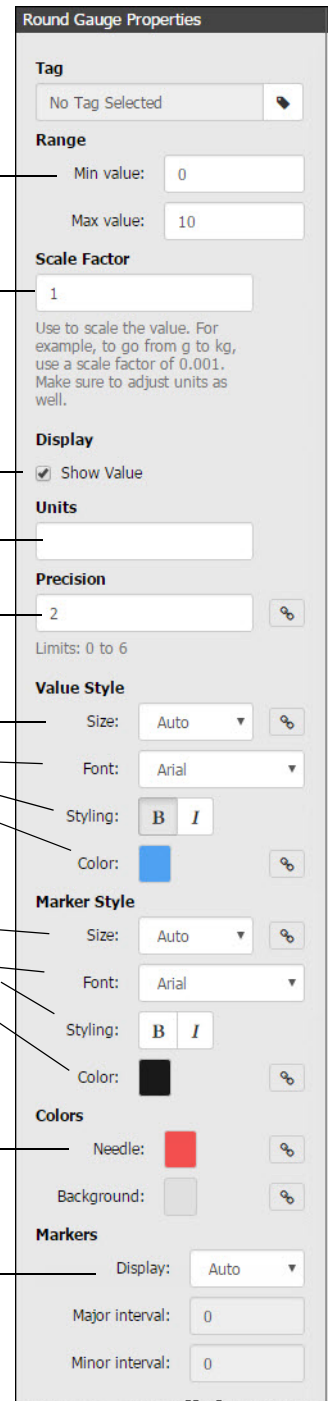 Round Gauge Properties
Tag
No Tag Selected
Range
Min value: 0
Max value: 10
Scale Factor
1
Use to scale the value. For
example, to go from g to kg,
use a scale factor of 0.001.
Make sure to adjust units as
well.
Display
Show Value
Units
Precision
2
Limits: 0 to 6
Value Style
Size: Auto
Font: Arial
Styling: B I
Color:
Marker Style
Size: Auto
Font: Arial
Styling: B I
Color:
Colors
Needle:
Background:
Markers
Display: Auto
Major interval: 0
Minor interval: 0